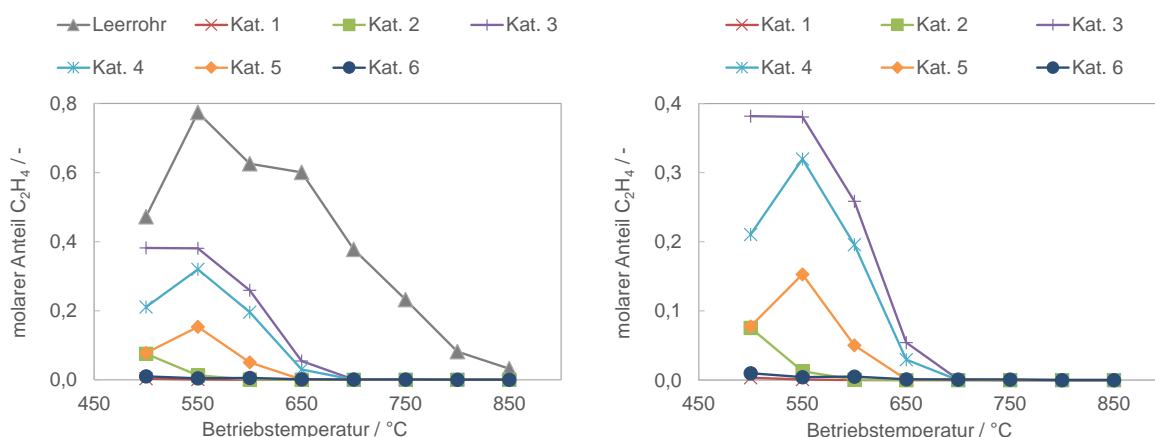 Leerrohr Kat. 1 Kat. 2 Kat. 3
Kat. 4 Kat. 5 Kat. 6
0,8
0,6
0,4
0,2
0,0
450 550 650 750 850
molarer Anteil C₂H₄ / -
Betriebstemperatur / °C
Kat. 1 Kat. 2 Kat. 3
Kat. 4 Kat. 5 Kat. 6
0,4
0,3
0,2
0,1
0,0
450 550 650 750 850
molarer Anteil C₂H₄ / -
Betriebstemperatur / °C